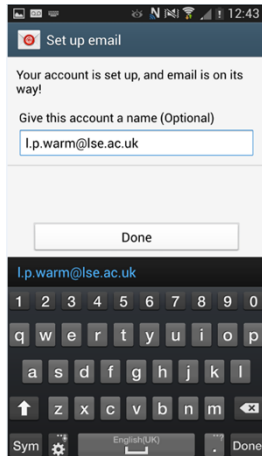 12:43
Set up email
Your account is set up, and email is on its
way!
Give this account a name (Optional)
l.p.warm@lse.ac.uk
Done
l.p.warm@lse.ac.uk
1 2 3 4 5 6 7 8 9 0
q w e r t y u i o p
a s d f g h j k l
z x c v b n m
Sym English(UK) . Done